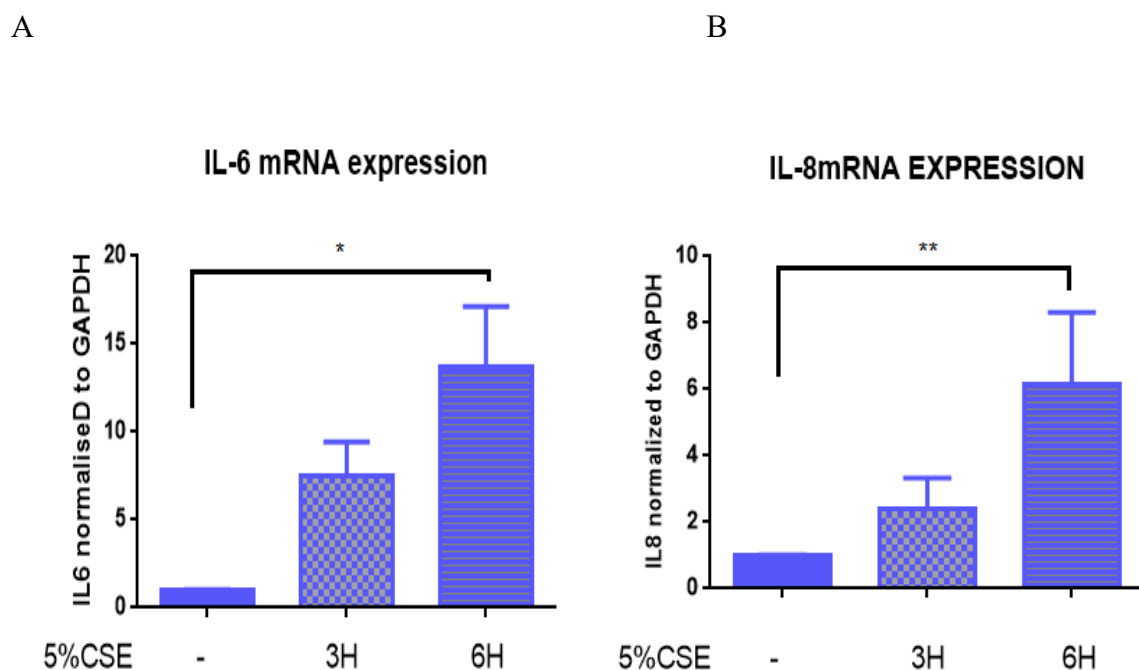 A
B
IL-6 mRNA expression
*
IL6 normaliseD to GAPDH
20
15
10
5
0
5%CSE - 3H 6H
IL-8mRNA EXPRESSION
**
IL8 normalized to GAPDH
10
8
6
4
2
0
5%CSE - 3H 6H